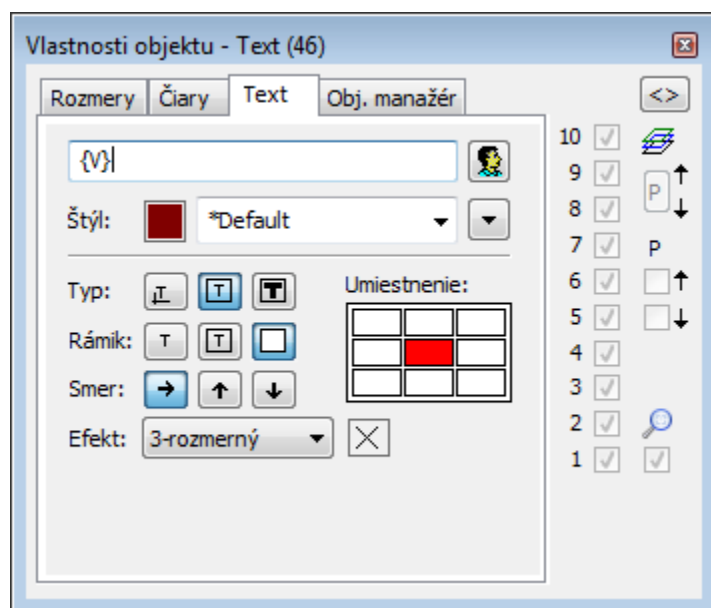 Vlastnosti objektu - Text (46)
Rozmery Čiary Text Obj. manažér
<>
{V}
Štýl: *Default
Typ: T T T
Rámik: T T
Smer:
Efekt: 3-rozmerný
Umiestnenie:
10
9
P
8
7 P
6
5
4
3
2
1